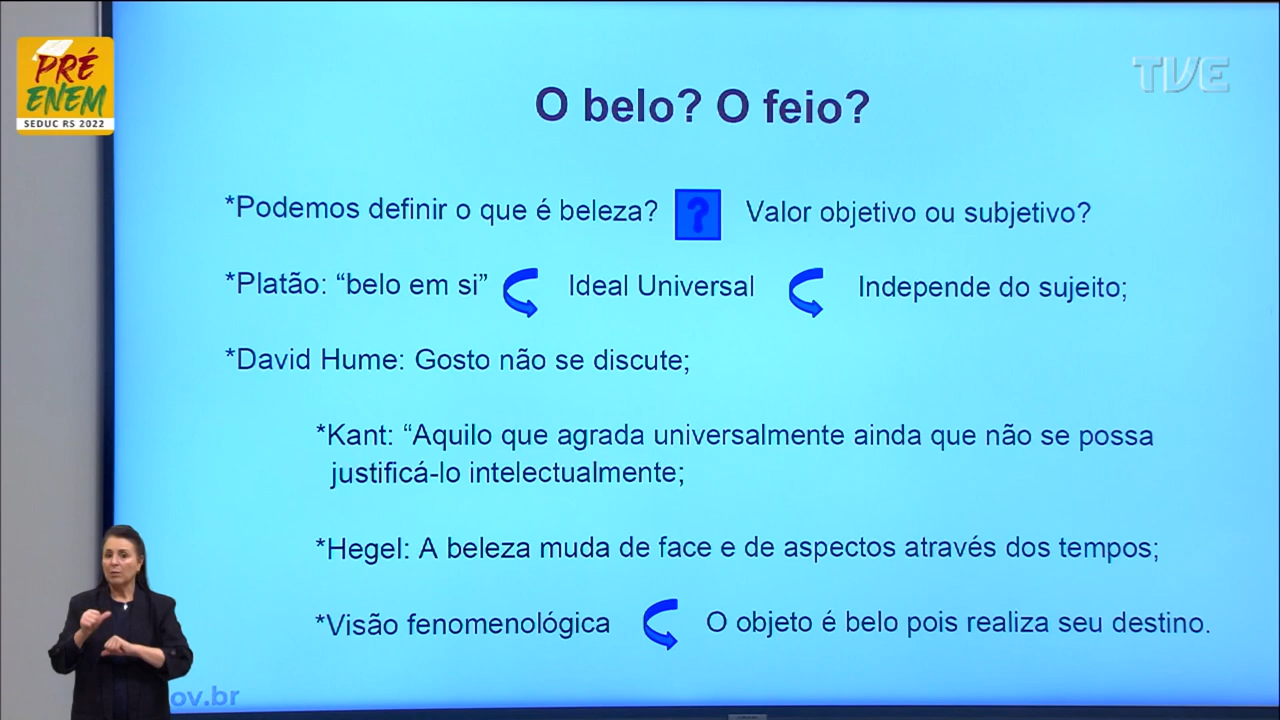 PRÉ
ENEM
SEDUC RS 2022
TVE
O belo? O feio?
*Podemos definir o que é beleza? ? Valor objetivo ou subjetivo?
*Platão: “belo em si” Ideal Universal Independe do sujeito;
*David Hume: Gosto não se discute;
*Kant: “Aquilo que agrada universalmente ainda que não se possa
justificá-lo intelectualmente;
*Hegel: A beleza muda de face e de aspectos através dos tempos;
*Visão fenomenológica O objeto é belo pois realiza seu destino.
ov.br